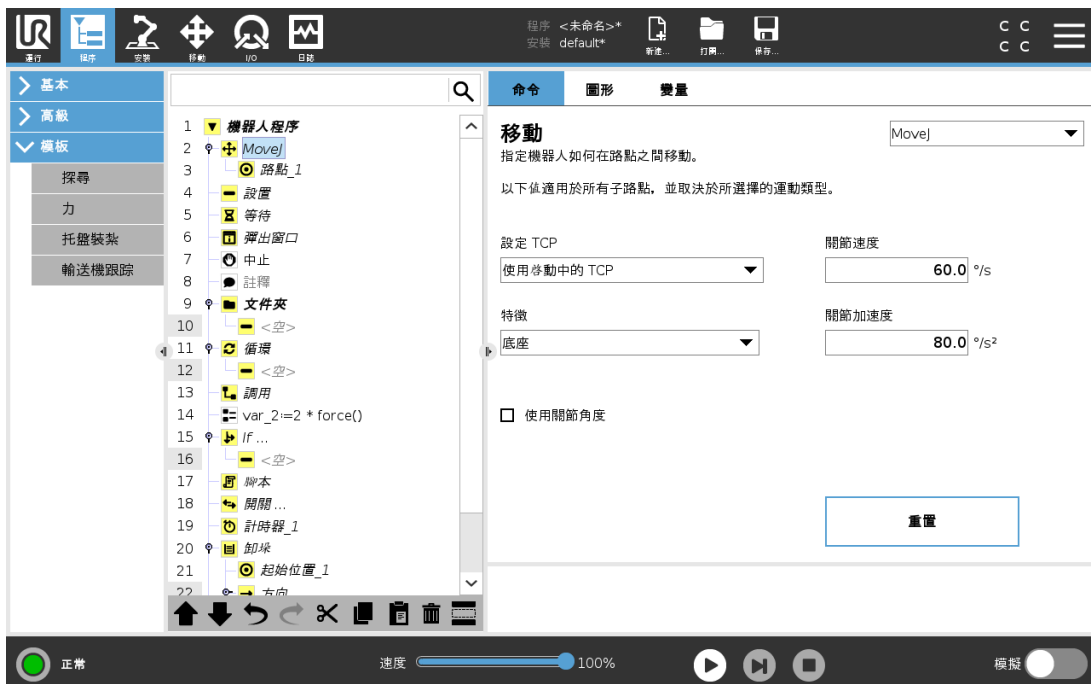 UR
運行
程序
安裝
移動
I/O
日誌
程序 <未命名>*
安裝 default*
新建...
打開...
保存...
C C
C C
基本
高級
模板
探尋
力
托盤裝紮
輸送機跟踪
1 機器人程序
2 MoveJ
3 路點_1
4 設置
5 等待
6 彈出窗口
7 中止
8 註釋
9 文件夾
10 <空>
11 循環
12 <空>
13 調用
14 var_2:=2 * force()
15 If ...
16 <空>
17 腳本
18 開關 ...
19 計時器_1
20 卸垛
21 起始位置_1
22 方向
命令
圖形
變量
移動
MoveJ
指定機器人如何在路點之間移動。
以下值適用於所有子路點，並取決於所選擇的運動類型。
設定 TCP
關節速度
使用啓動中的 TCP
60.0 °/s
特徵
關節加速度
底座
80.0 °/s²
使用關節角度
重置
正常
速度
100%
模擬